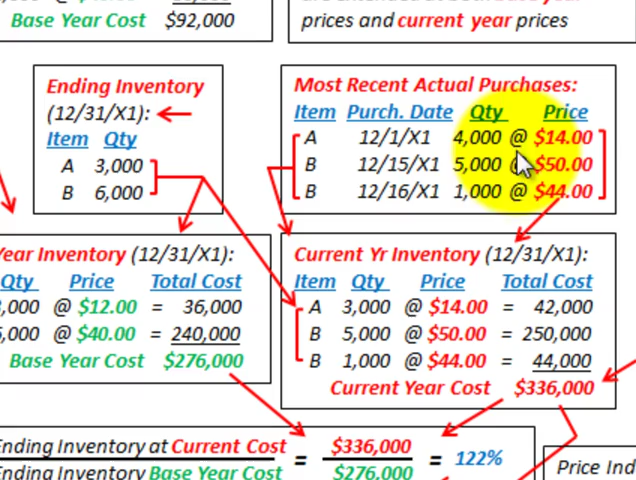 Base Year Cost $92,000
prices and current year prices
Ending Inventory
(12/31/X1):
Item Qty
A 3,000
B 6,000
Most Recent Actual Purchases:
Item Purch. Date Qty Price
A 12/1/X1 4,000 @ $14.00
B 12/15/X1 5,000 @ $50.00
B 12/16/X1 1,000 @ $44.00
Year Inventory (12/31/X1):
Qty Price Total Cost
,000 @ $12.00 = 36,000
,000 @ $40.00 = 240,000
Base Year Cost $276,000
Current Yr Inventory (12/31/X1):
Item Qty Price Total Cost
A 3,000 @ $14.00 = 42,000
B 5,000 @ $50.00 = 250,000
B 1,000 @ $44.00 = 44,000
Current Year Cost $336,000
Ending Inventory at Current Cost = $336,000 = 122%
Ending Inventory Base Year Cost $276,000
Price Ind